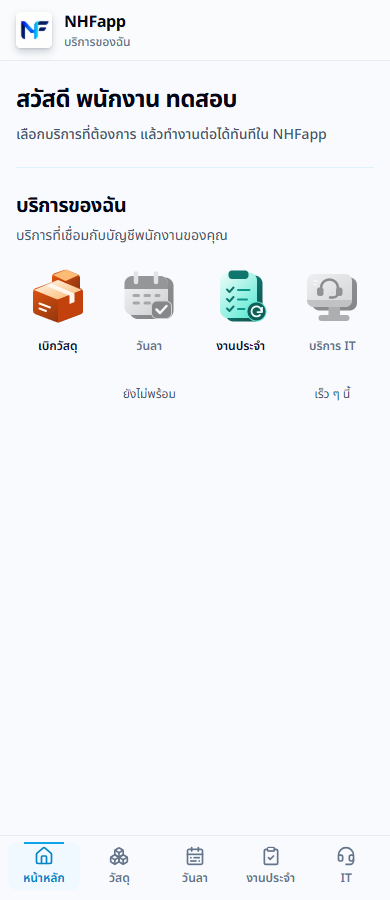 NF
NHFapp
บริการของฉัน
สวัสดี พนักงาน ทดสอบ
เลือกบริการที่ต้องการ แล้วทำงานต่อได้ทันทีใน NHFapp
บริการของฉัน
บริการที่เชื่อมกับบัญชีพนักงานของคุณ
เบิกวัสดุ วันลา งานประจำ บริการ IT
ยังไม่พร้อม เร็ว ๆ นี้
หน้าหลัก วัสดุ วันลา งานประจำ IT